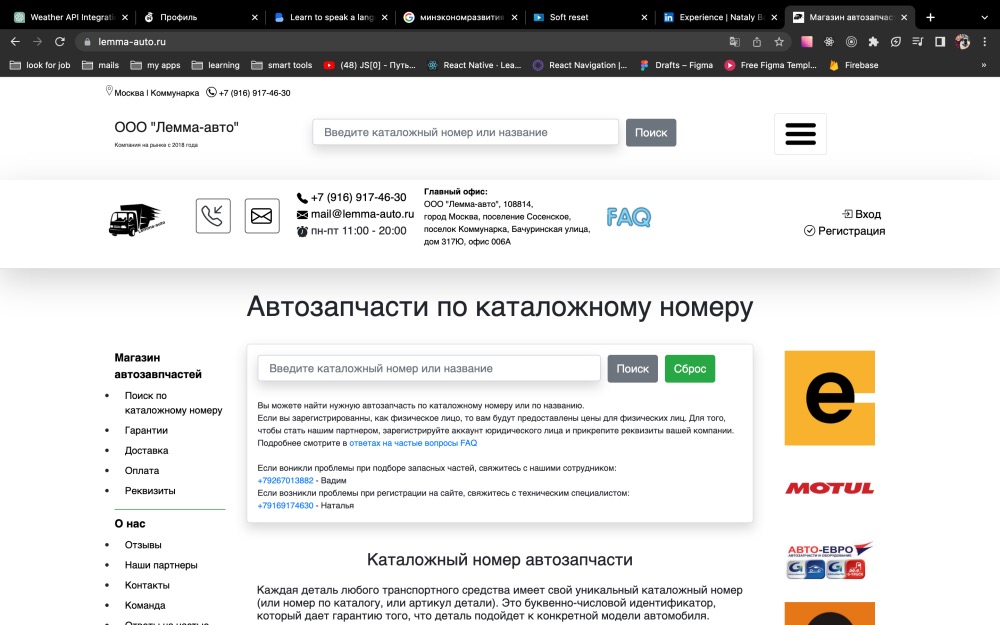 Weather API Integrati
Профиль
Learn to speak a lang
минэкономразвития
Soft reset
Experience | Nataly Ba
Магазин автозапчас
lemma-auto.ru
look for job
mails
my apps
learning
smart tools
(48) JS[0] - Путь...
React Native · Lea...
React Navigation |...
Drafts – Figma
Free Figma Templ...
Firebase
»
Москва | Коммунарка +7 (916) 917-46-30
ООО "Лемма-авто"
Компания на рынке с 2018 года
Введите каталожный номер или название
Поиск
+7 (916) 917-46-30
mail@lemma-auto.ru
пн-пт 11:00 - 20:00
Главный офис:
ООО "Лемма-авто", 108814,
город Москва, поселение Сосенское,
поселок Коммунарка, Бачуринская улица,
дом 317Ю, офис 006А
FAQ
Вход
Регистрация
Автозапчасти по каталожному номеру
Магазин
автозавпчастей
Поиск по
каталожному номеру
Гарантии
Доставка
Оплата
Реквизиты
О нас
Отзывы
Наши партнеры
Контакты
Команда
Ответы на частые
Введите каталожный номер или название
Поиск
Сброс
Вы можете найти нужную автозапчасть по каталожному номеру или по названию.
Если вы зарегистрированны, как физическое лицо, то вам будут предоставлены цены для физических лиц. Для того,
чтобы стать нашим партнером, зарегистрируйте аккаунт юридического лица и прикрепите реквизиты вашей компании.
Подробнее смотрите в ответах на частые вопросы FAQ
Если воникли проблемы при подборе запасных частей, свяжитесь с нашими сотрудником:
+79267013882 - Вадим
Если возникли проблемы при регистрации на сайте, свяжитесь с техническим специалистом:
+79169174630 - Наталья
Каталожный номер автозапчасти
Каждая деталь любого транспортного средства имеет свой уникальный каталожный номер
(или номер по каталогу, или артикул детали). Это буквенно-числовой идентификатор,
который дает гарантию того, что деталь подойдет к конкретной модели автомобиля.
e
MOTUL
АВТО-ЕВРО